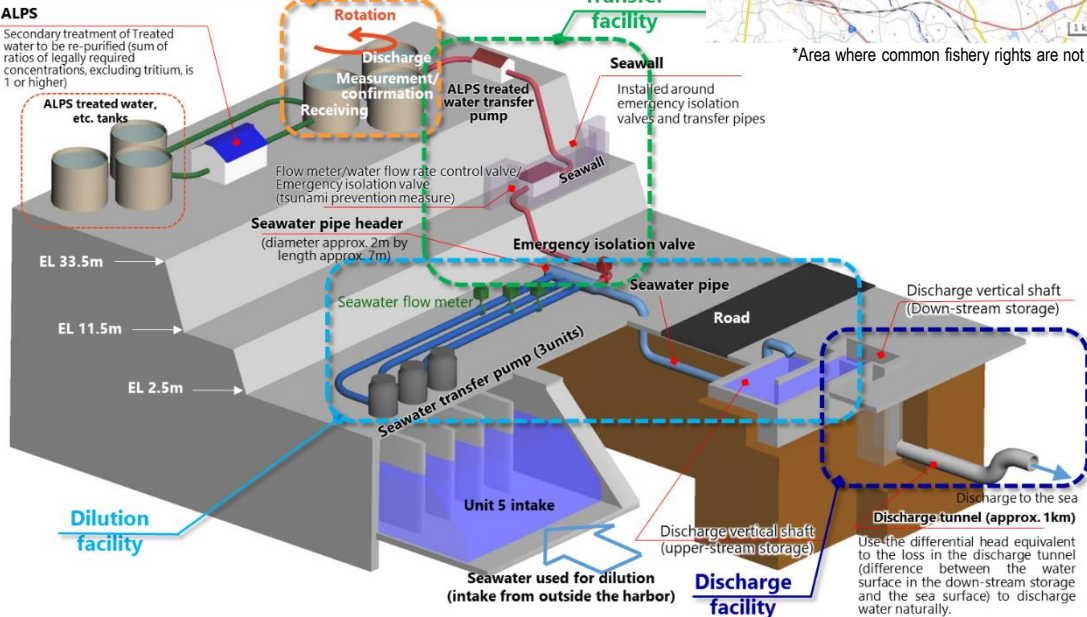 ALPS
Secondary treatment of Treated
water to be re-purified (sum of
ratios of legally required
concentrations, excluding tritium, is
1 or higher)
ALPS treated water,
etc. tanks
Rotation
Discharge
Measurement/
confirmation
Receiving
Transfer
facility
ALPS treated
water transfer
pump
Seawall
Installed around
emergency isolation
valves and transfer pipes
*Area where common fishery rights are not
Seawall
Flow meter/water flow rate control valve/
Emergency isolation valve
(tsunami prevention measure)
Seawater pipe header
(diameter approx. 2m by
length approx. 7m)
Emergency isolation valve
Seawater flow meter
Seawater pipe
Road
Discharge vertical shaft
(Down-stream storage)
EL 33.5m
EL 11.5m
EL 2.5m
Seawater transfer pump (3units)
Unit 5 intake
Dilution
facility
Seawater used for dilution
(intake from outside the harbor)
Discharge vertical shaft
(upper-stream storage)
Discharge
facility
Discharge to the sea
Discharge tunnel (approx. 1km)
Use the differential head equivalent
to the loss in the discharge tunnel
(difference between the water
surface in the down-stream storage
and the sea surface) to discharge
water naturally.